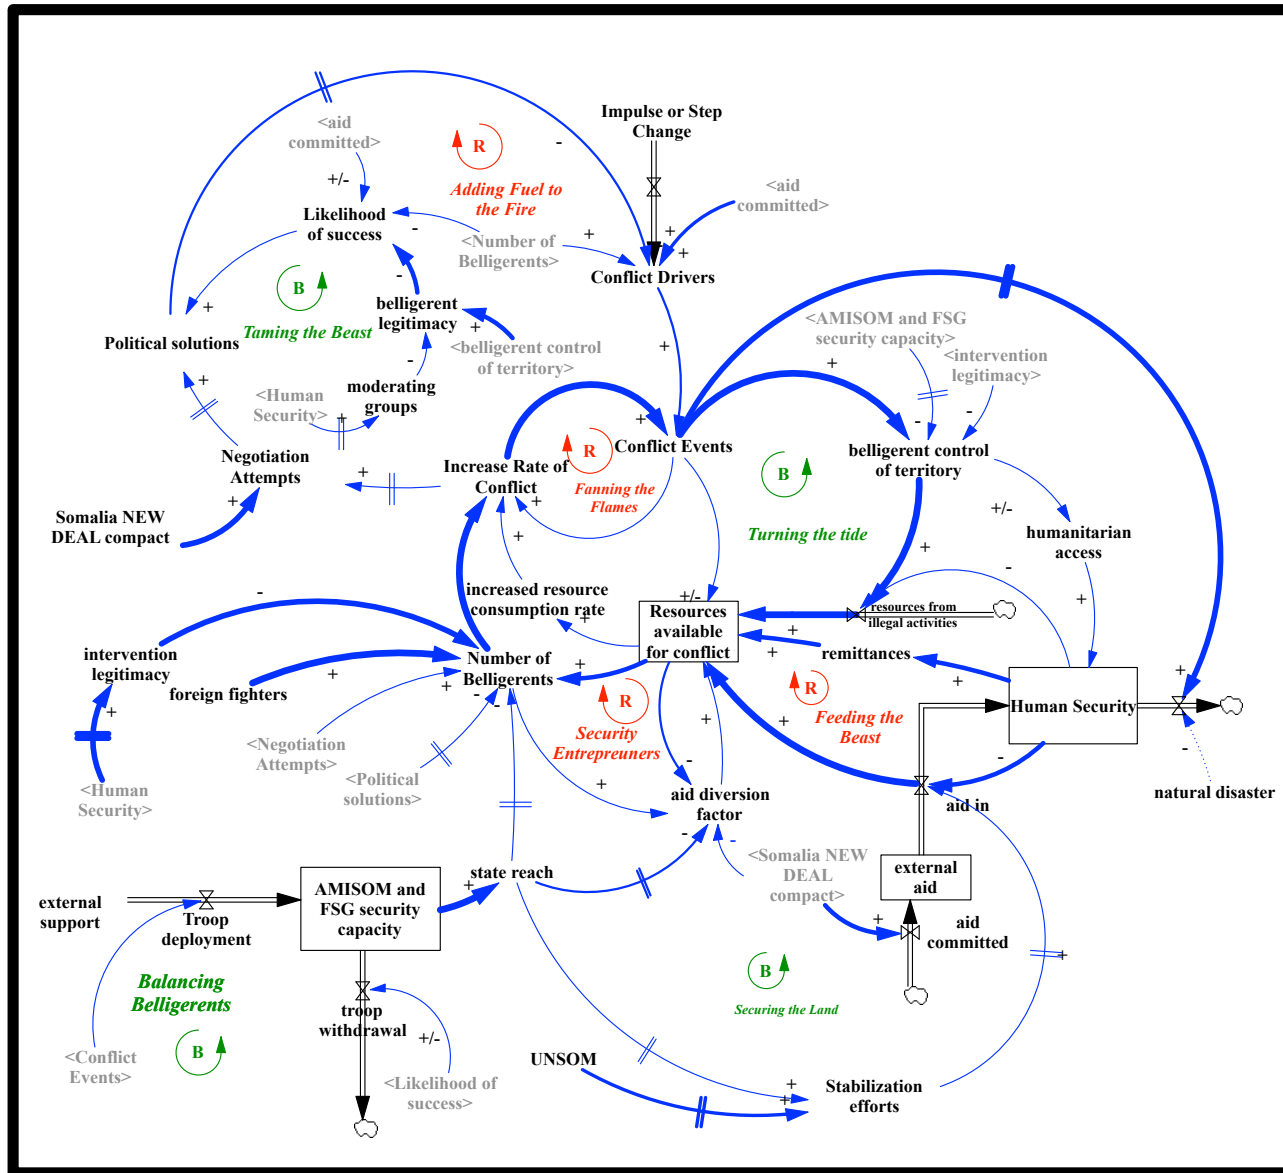 Impulse or Step
Change
<aid
committed>
R
Adding Fuel to
the Fire
-
+/-
<aid
committed>
Likelihood
of success
-
<Number of
Belligerents>
+
+
+
Conflict Drivers
B
Taming the Beast
-
belligerent
legitimacy
+
<belligerent control
of territory>
+
Political solutions
+
-
moderating
groups
<Human
Security>
+
+
Negotiation
Attempts
+
Somalia NEW
DEAL compact
+
+
<AMISOM and FSG
security capacity>
<intervention
legitimacy>
+
-
-
belligerent control
of territory
+
Conflict Events
R
Fanning the
Flames
Increase Rate of
Conflict
+
+
+
B
Turning the tide
+/-
humanitarian
access
-
+
+
increased resource
consumption rate
+
+/-
Resources
available
for conflict
resources from
illegal activities
+
+
remittances
+
-
intervention
legitimacy
+
foreign fighters
+
Number of
Belligerents
+
+
-
R
Security
Entrepruners
R
Feeding the
Beast
+
Human Security
+
-
natural disaster
-
<Human
Security>
<Negotiation
Attempts>
<Political
solutions>
+
-
+
aid diversion
factor
-
-
aid in
<Somalia NEW
DEAL
compact>
+
external
aid
aid
committed
+
state reach
+
AMISOM and
FSG security
capacity
external
support
Troop
deployment
Balancing
Belligerents
B
troop
withdrawal
+/-
<Conflict
Events>
<Likelihood of
success>
B
Securing the Land
UNSOM
+
+
Stabilization
efforts